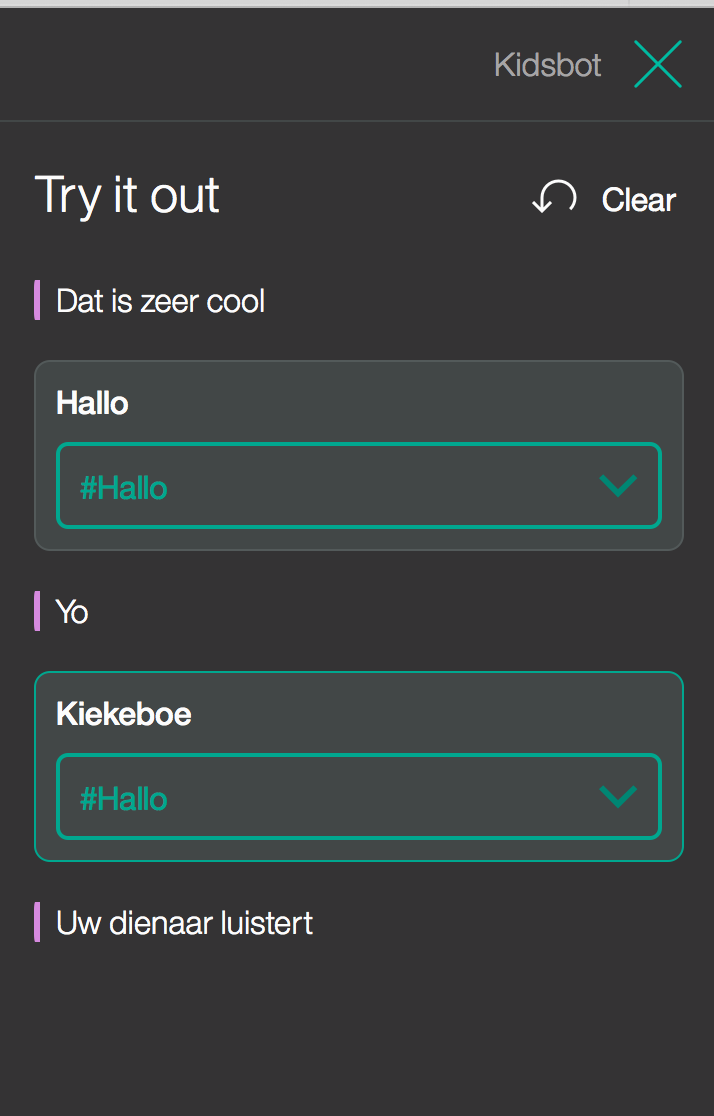 Kidsbot
Try it out
Clear
Dat is zeer cool
Hallo
#Hallo
Yo
Kiekeboe
#Hallo
Uw dienaar luistert